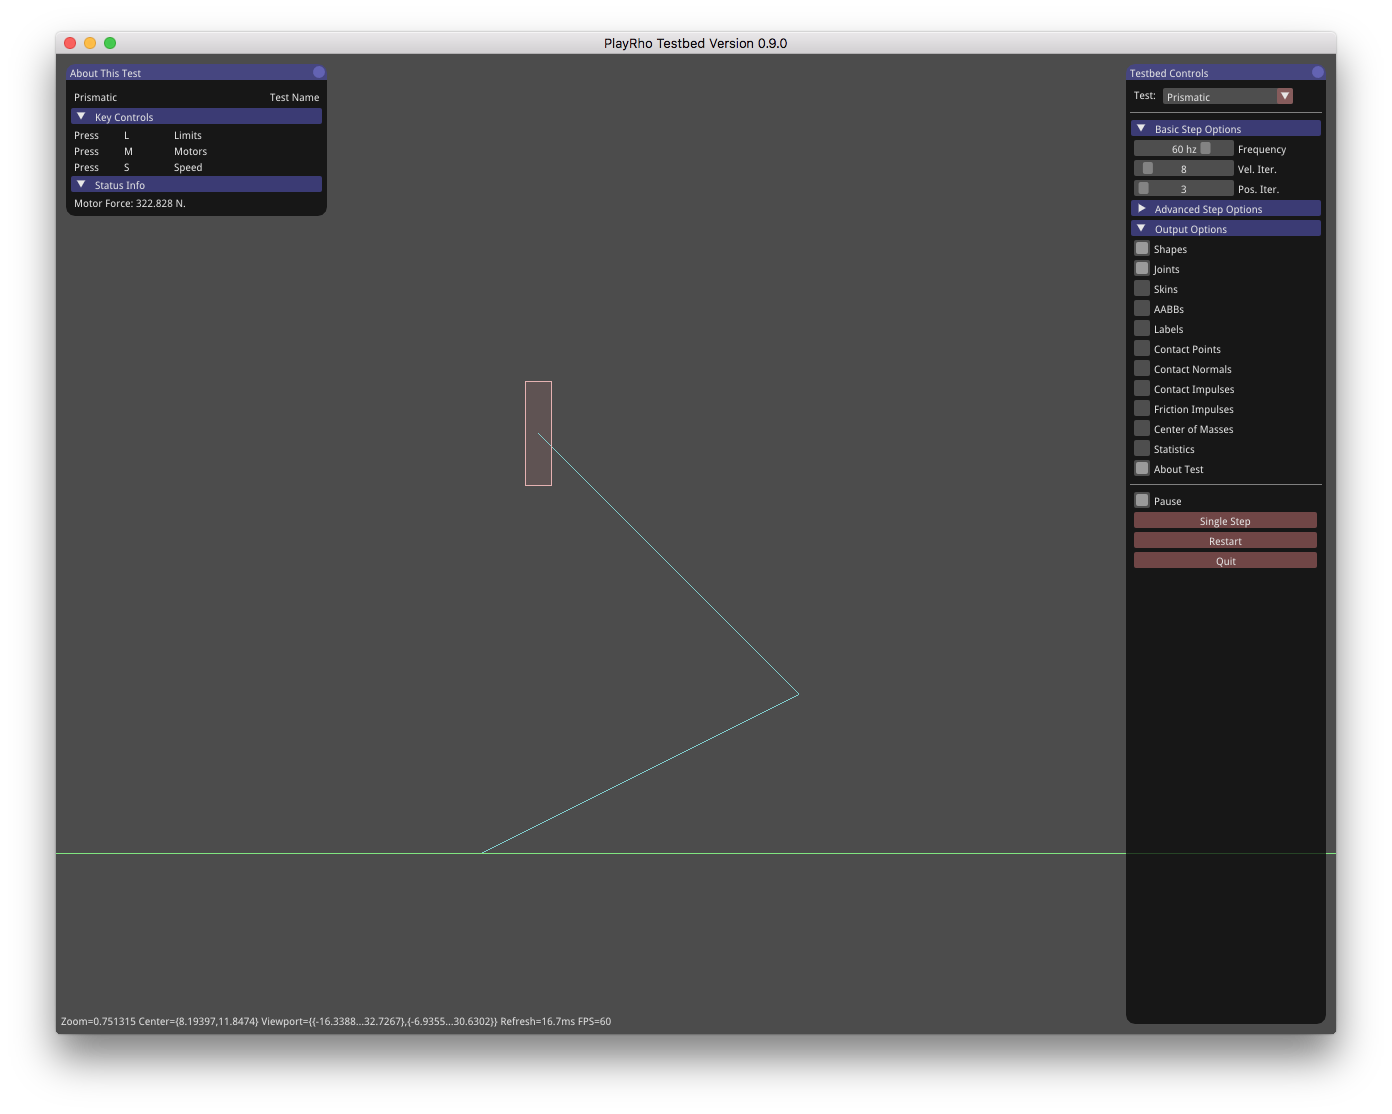 PlayRho Testbed Version 0.9.0
About This Test
Prismatic Test Name
Key Controls
Press L Limits
Press M Motors
Press S Speed
Status Info
Motor Force: 322.828 N.
Testbed Controls
Test: Prismatic
Basic Step Options
60 hz Frequency
8 Vel. Iter.
3 Pos. Iter.
Advanced Step Options
Output Options
Shapes
Joints
Skins
AABBs
Labels
Contact Points
Contact Normals
Contact Impulses
Friction Impulses
Center of Masses
Statistics
About Test
Pause
Single Step
Restart
Quit
Zoom=0.751315 Center={8.19397,11.8474} Viewport={{-16.3388...32.7267},{-6.9355...30.6302}} Refresh=16.7ms FPS=60